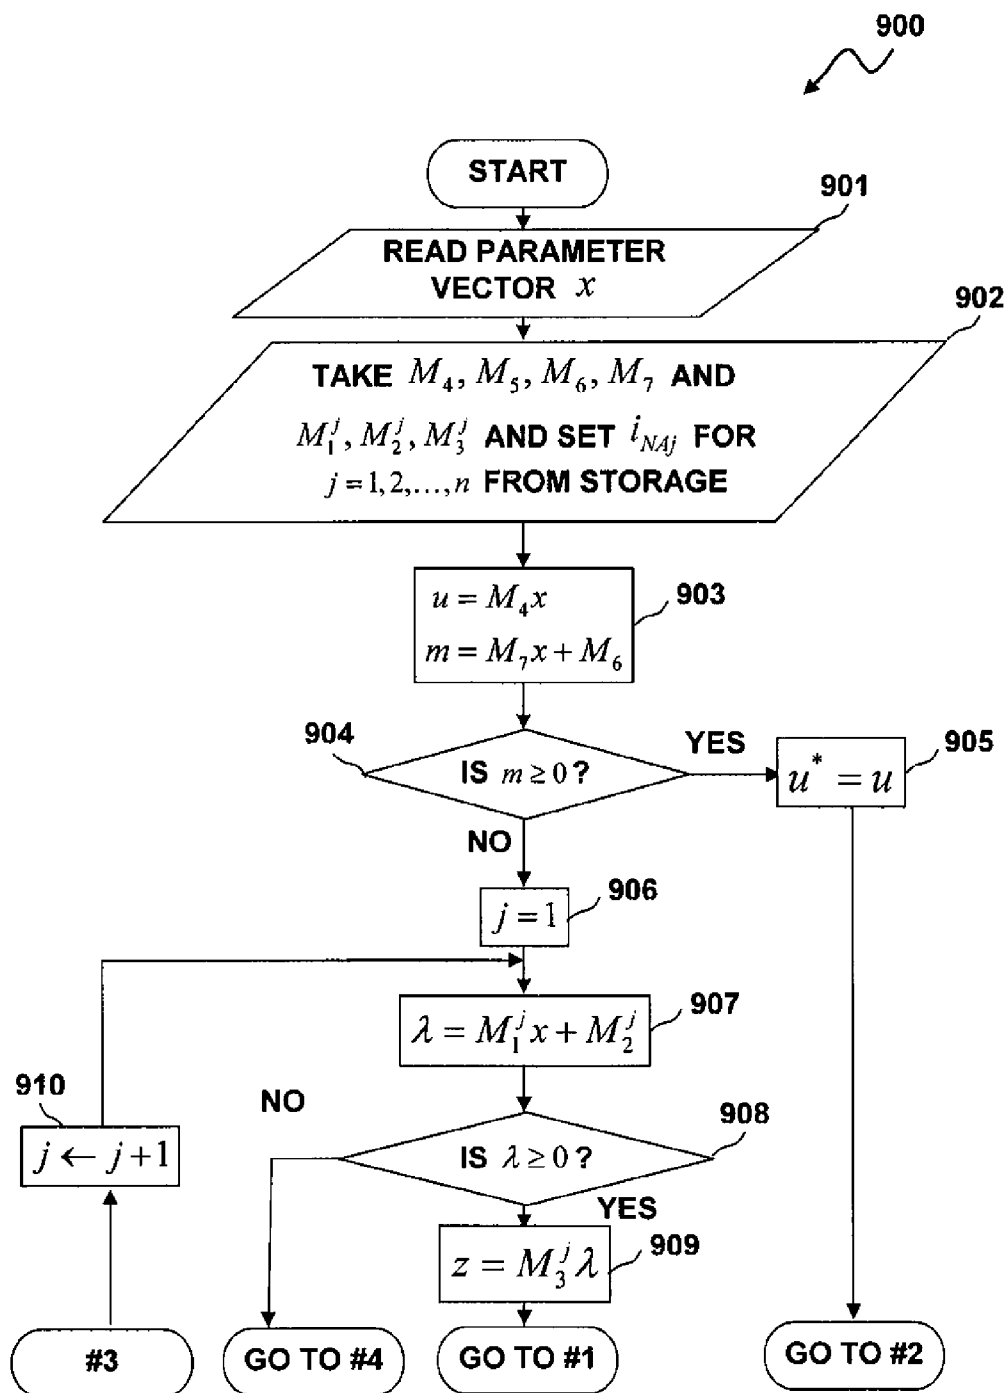 900
START
901
READ PARAMETER
VECTOR x
902
TAKE M₄, M₅, M₆, M₇ AND
M₁ʲ, M₂ʲ, M₃ʲ AND SET i_NAj FOR
j = 1, 2, ..., n FROM STORAGE
u = M₄x
m = M₇x + M₆
903
904
IS m ≥ 0 ?
YES
905
u* = u
NO
906
j = 1
907
λ = M₁ʲx + M₂ʲ
910
j ← j+1
NO
908
IS λ ≥ 0 ?
YES
909
z = M₃ʲλ
#3
GO TO #4
GO TO #1
GO TO #2